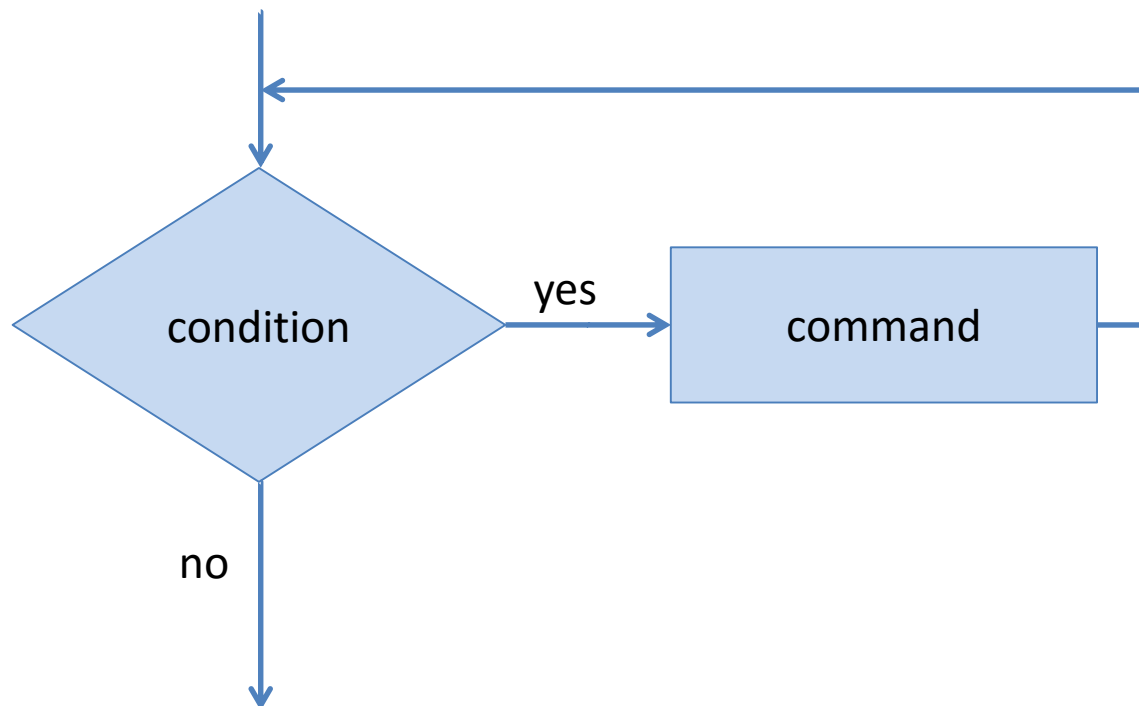 yes
condition
command
no